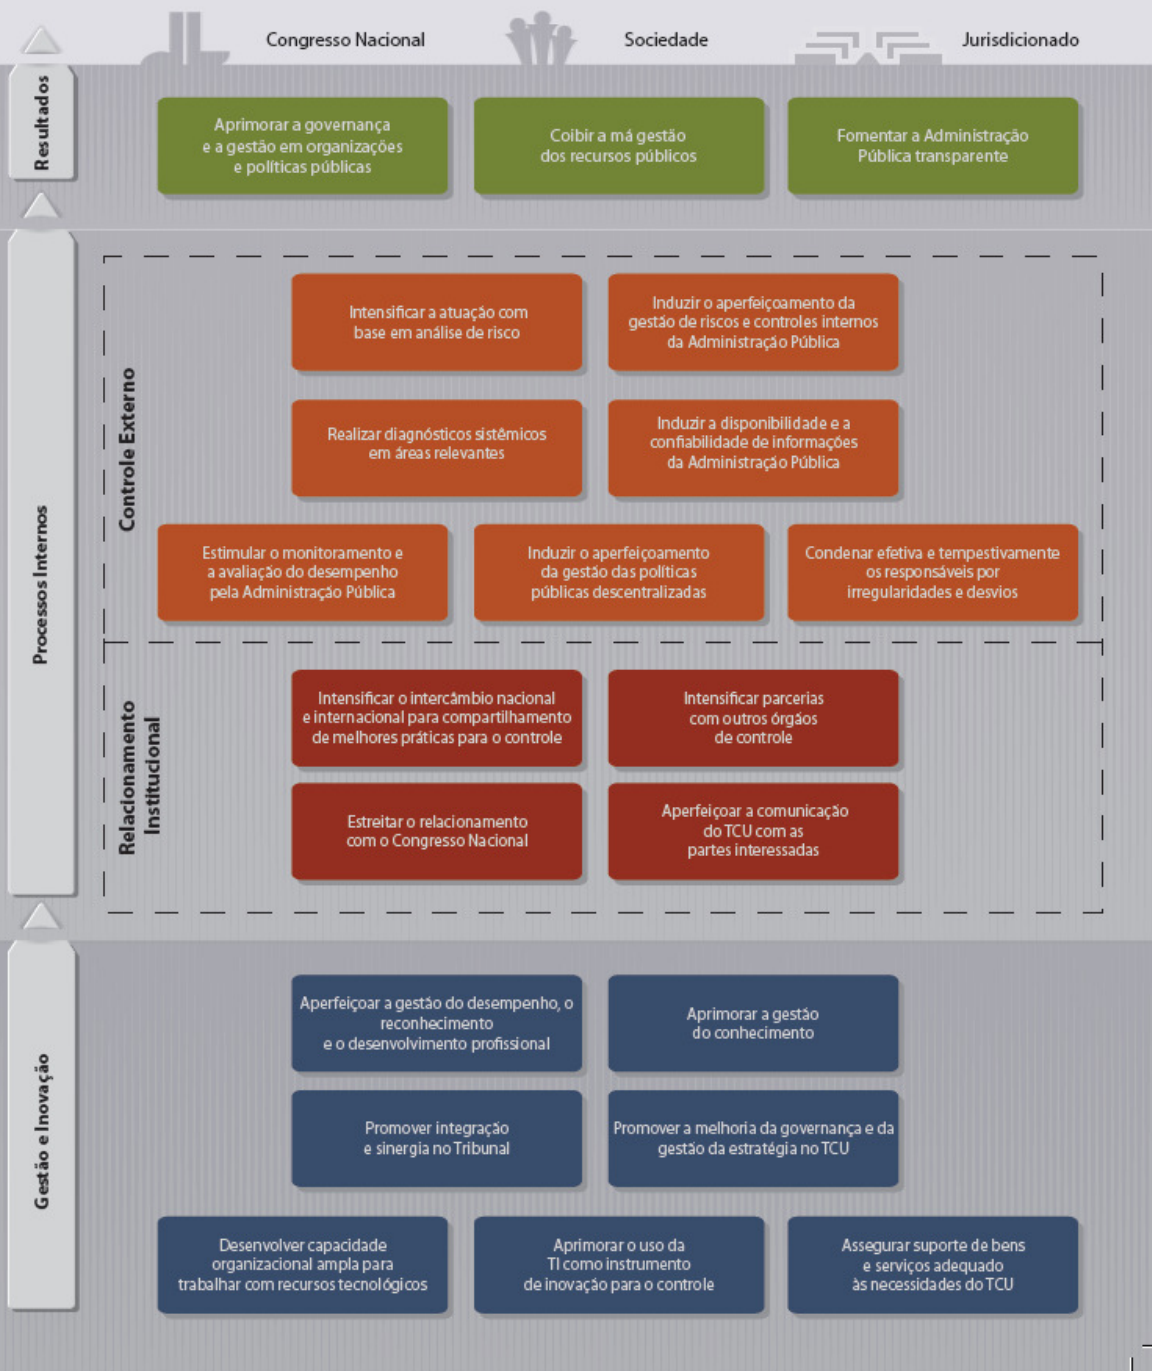 Congresso Nacional
Sociedade
Jurisdicionado
Resultados
Aprimorar a governança
e a gestão em organizações
e políticas públicas
Coibir a má gestão
dos recursos públicos
Fomentar a Administração
Pública transparente
Processos Internos
Controle Externo
Intensificar a atuação com
base em análise de risco
Induzir o aperfeiçoamento da
gestão de riscos e controles internos
da Administração Pública
Realizar diagnósticos sistêmicos
em áreas relevantes
Induzir a disponibilidade e a
confiabilidade de informações
da Administração Pública
Estimular o monitoramento e
a avaliação do desempenho
pela Administração Pública
Induzir o aperfeiçoamento
da gestão das políticas
públicas descentralizadas
Condenar efetiva e tempestivamente
os responsáveis por
irregularidades e desvios
Relacionamento
Institucional
Intensificar o intercâmbio nacional
e internacional para compartilhamento
de melhores práticas para o controle
Intensificar parcerias
com outros órgãos
de controle
Estreitar o relacionamento
com o Congresso Nacional
Aperfeiçoar a comunicação
do TCU com as
partes interessadas
Gestão e Inovação
Aperfeiçoar a gestão do desempenho, o
reconhecimento
e o desenvolvimento profissional
Aprimorar a gestão
do conhecimento
Promover integração
e sinergia no Tribunal
Promover a melhoria da governança e da
gestão da estratégia no TCU
Desenvolver capacidade
organizacional ampla para
trabalhar com recursos tecnológicos
Aprimorar o uso da
TI como instrumento
de inovação para o controle
Assegurar suporte de bens
e serviços adequado
às necessidades do TCU